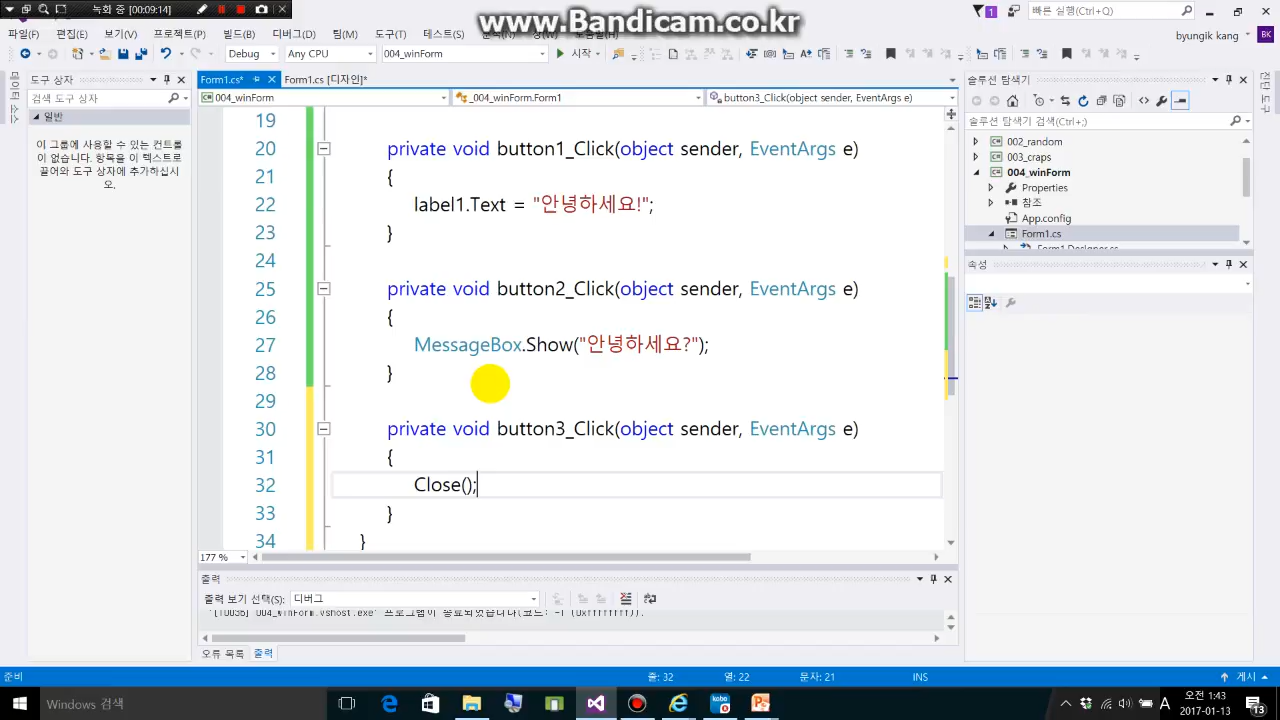 녹화 중 [00:09:14]
www.Bandicam.co.kr
1
빠른 실행(Ctrl+Q)
파일(F) 편집(E) 보기(V) 프로젝트(P) 빌드(B) 디버그(D) 팀(M) 도구(T) 테스트(S)
byungik kang BK
Debug Any CPU 004_winForm 시작
도구 상자
Form1.cs* Form1.cs [디자인]*
솔루션 탐색기
검색 도구 상자
004_winForm _004_winForm.Form1 button3_Click(object sender, EventArgs e)
일반
솔루션 탐색기 검색(Ctrl+;)
이 그룹에 사용할 수 있는 컨트롤
이 없습니다. 항목을 이 텍스트로
끌어와 도구 상자에 추가하십시
오.
19
20 private void button1_Click(object sender, EventArgs e)
21 {
22 label1.Text = "안녕하세요!";
23 }
24
25 private void button2_Click(object sender, EventArgs e)
26 {
27 MessageBox.Show("안녕하세요?");
28 }
29
30 private void button3_Click(object sender, EventArgs e)
31 {
32 Close();
33 }
34 }
002_random
003_craps
004_winForm
Properties
참조
App.config
Form1.cs
Form1.Designer.cs
속성
177 %
출력
출력 보기 선택(S): 디버그
오류 목록 출력
준비 줄: 32 열: 22 문자: 21 INS 게시
Windows 검색
kobo
A
오전 1:43
2017-01-13
13